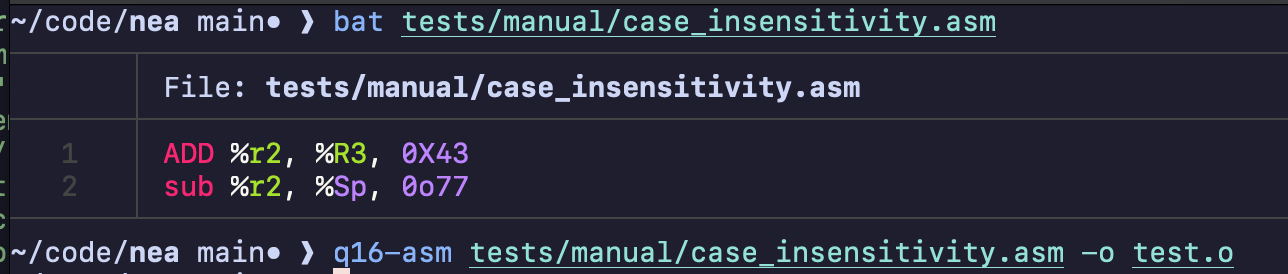 ~/code/nea main• ❱ bat tests/manual/case_insensitivity.asm
File: tests/manual/case_insensitivity.asm
1 ADD %r2, %R3, 0X43
2 sub %r2, %Sp, 0o77
~/code/nea main• ❱ q16-asm tests/manual/case_insensitivity.asm -o test.o